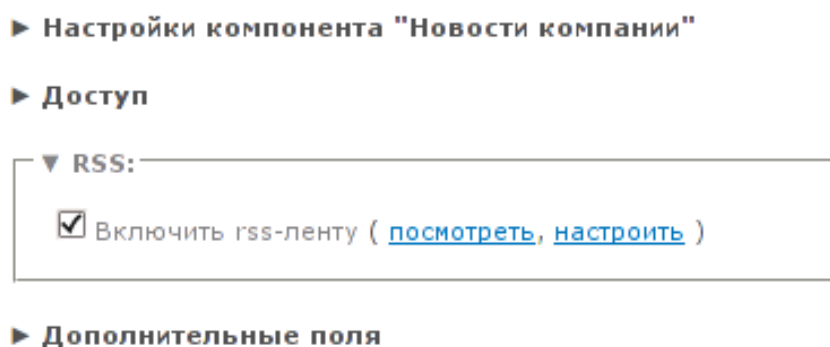 ► Настройки компонента "Новости компании"
► Доступ
▼ RSS:
Включить rss-ленту ( посмотреть, настроить )
► Дополнительные поля